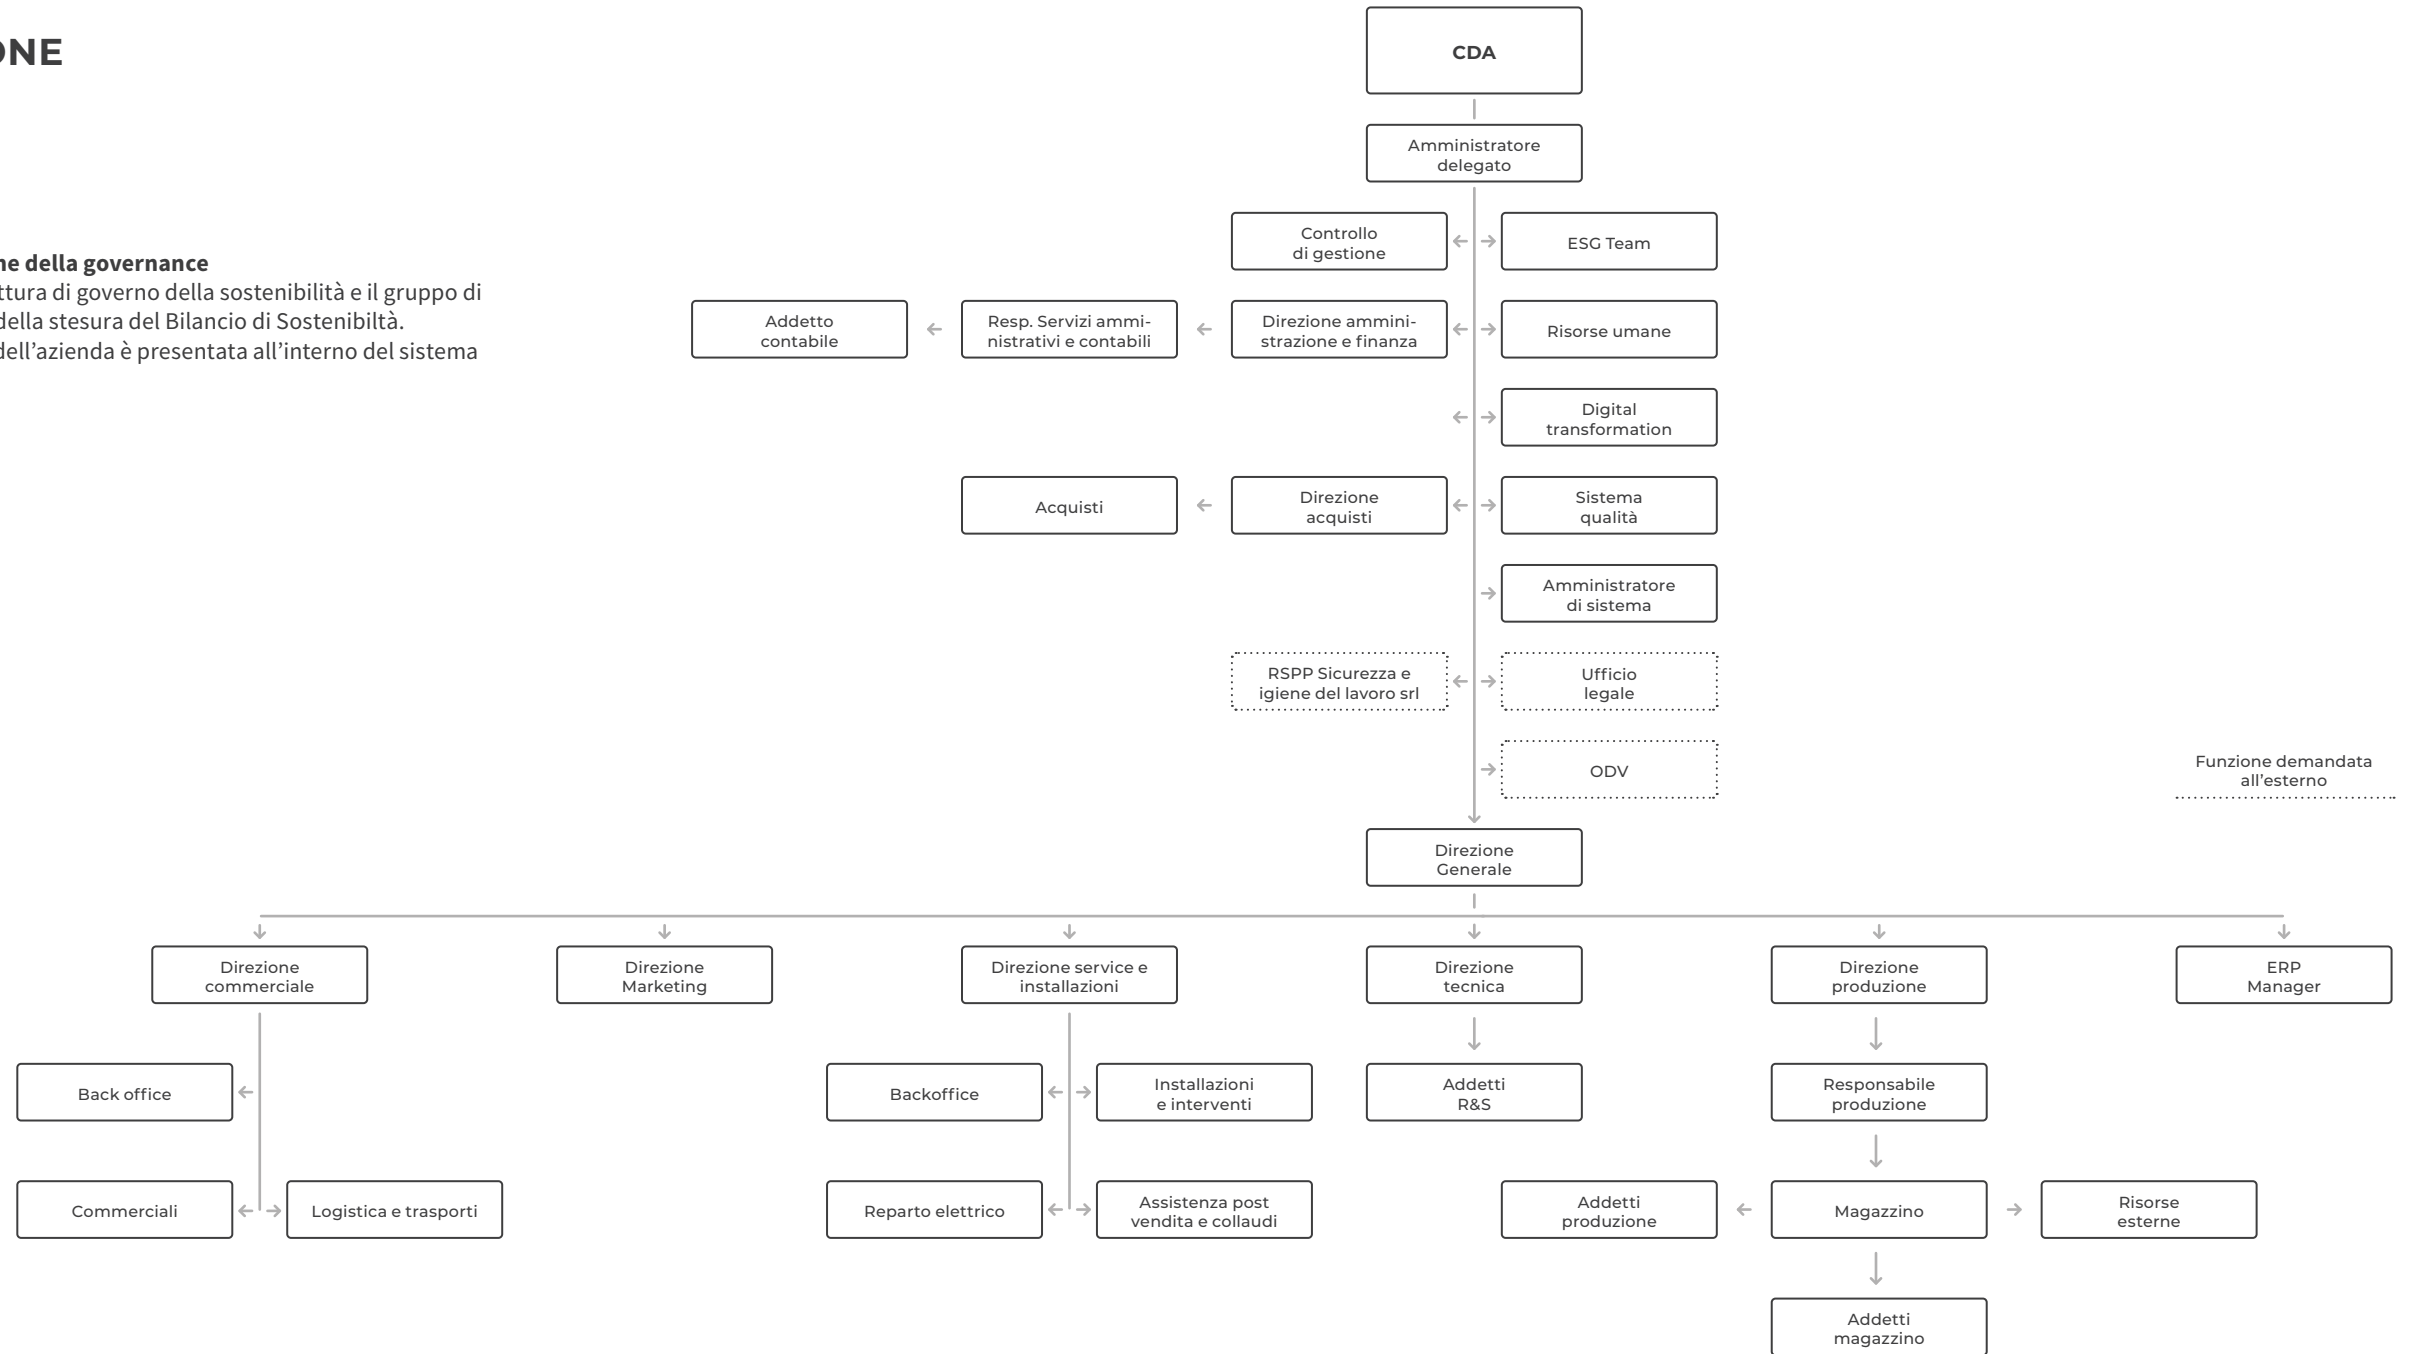 ONE
ne della governance
ttura di governo della sostenibilità e il gruppo di
della stesura del Bilancio di Sostenibiltà.
dell’azienda è presentata all’interno del sistema
CDA
Amministratore
delegato
Controllo
di gestione
ESG Team
Addetto
contabile
Resp. Servizi ammi-
nistrativi e contabili
Direzione ammini-
strazione e finanza
Risorse umane
Digital
transformation
Acquisti
Direzione
acquisti
Sistema
qualità
Amministratore
di sistema
RSPP Sicurezza e
igiene del lavoro srl
Ufficio
legale
ODV
Funzione demandata
all’esterno
Direzione
Generale
Direzione
commerciale
Direzione
Marketing
Direzione service e
installazioni
Direzione
tecnica
Direzione
produzione
ERP
Manager
Back office
Backoffice
Installazioni
e interventi
Addetti
R&S
Responsabile
produzione
Commerciali
Logistica e trasporti
Reparto elettrico
Assistenza post
vendita e collaudi
Addetti
produzione
Magazzino
Risorse
esterne
Addetti
magazzino